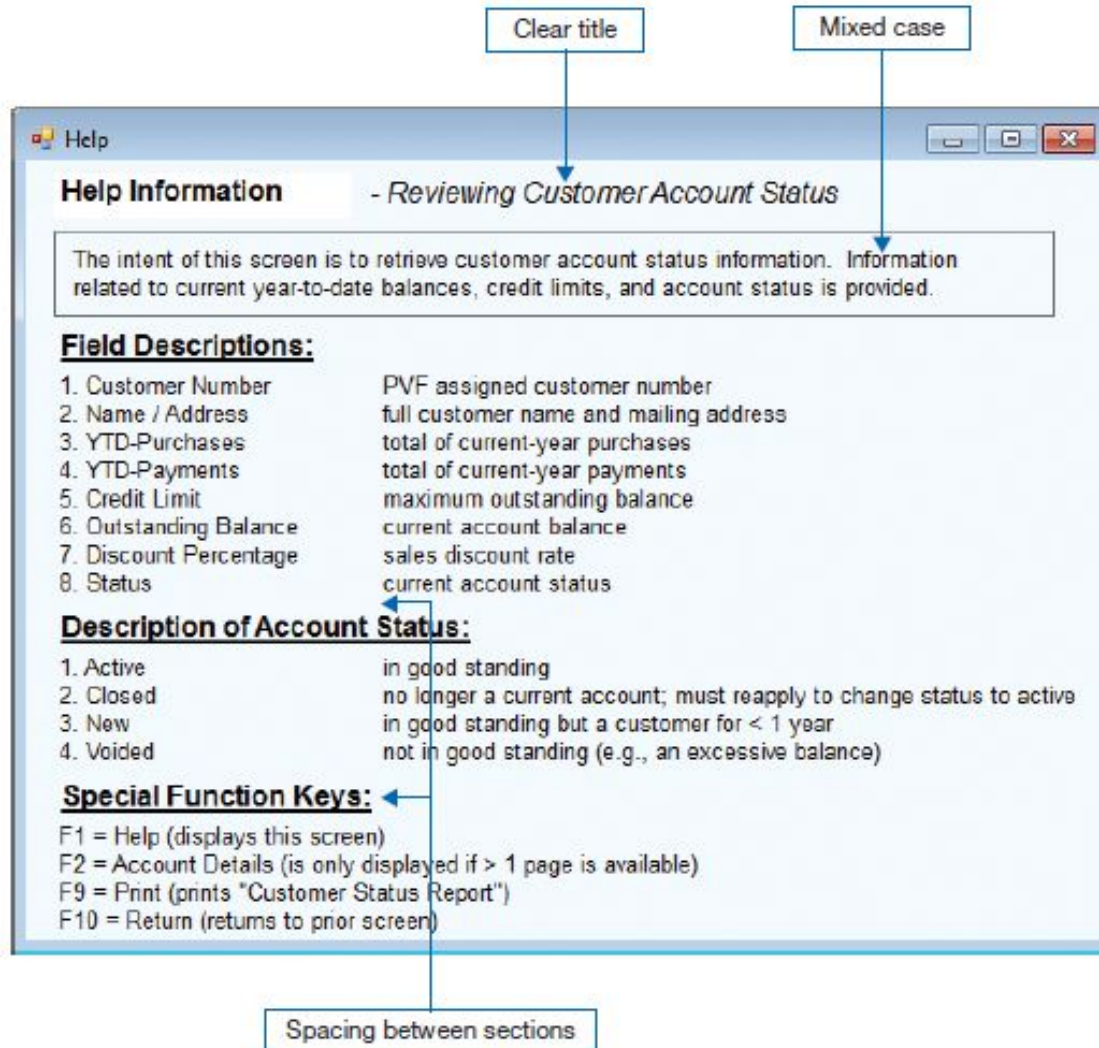 Clear title
Mixed case
Help
Help Information - Reviewing Customer Account Status
The intent of this screen is to retrieve customer account status information. Information
related to current year-to-date balances, credit limits, and account status is provided.
Field Descriptions:
1. Customer Number PVF assigned customer number
2. Name / Address full customer name and mailing address
3. YTD-Purchases total of current-year purchases
4. YTD-Payments total of current-year payments
5. Credit Limit maximum outstanding balance
6. Outstanding Balance current account balance
7. Discount Percentage sales discount rate
8. Status current account status
Description of Account Status:
1. Active in good standing
2. Closed no longer a current account; must reapply to change status to active
3. New in good standing but a customer for < 1 year
4. Voided not in good standing (e.g., an excessive balance)
Special Function Keys:
F1 = Help (displays this screen)
F2 = Account Details (is only displayed if > 1 page is available)
F9 = Print (prints "Customer Status Report")
F10 = Return (returns to prior screen)
Spacing between sections